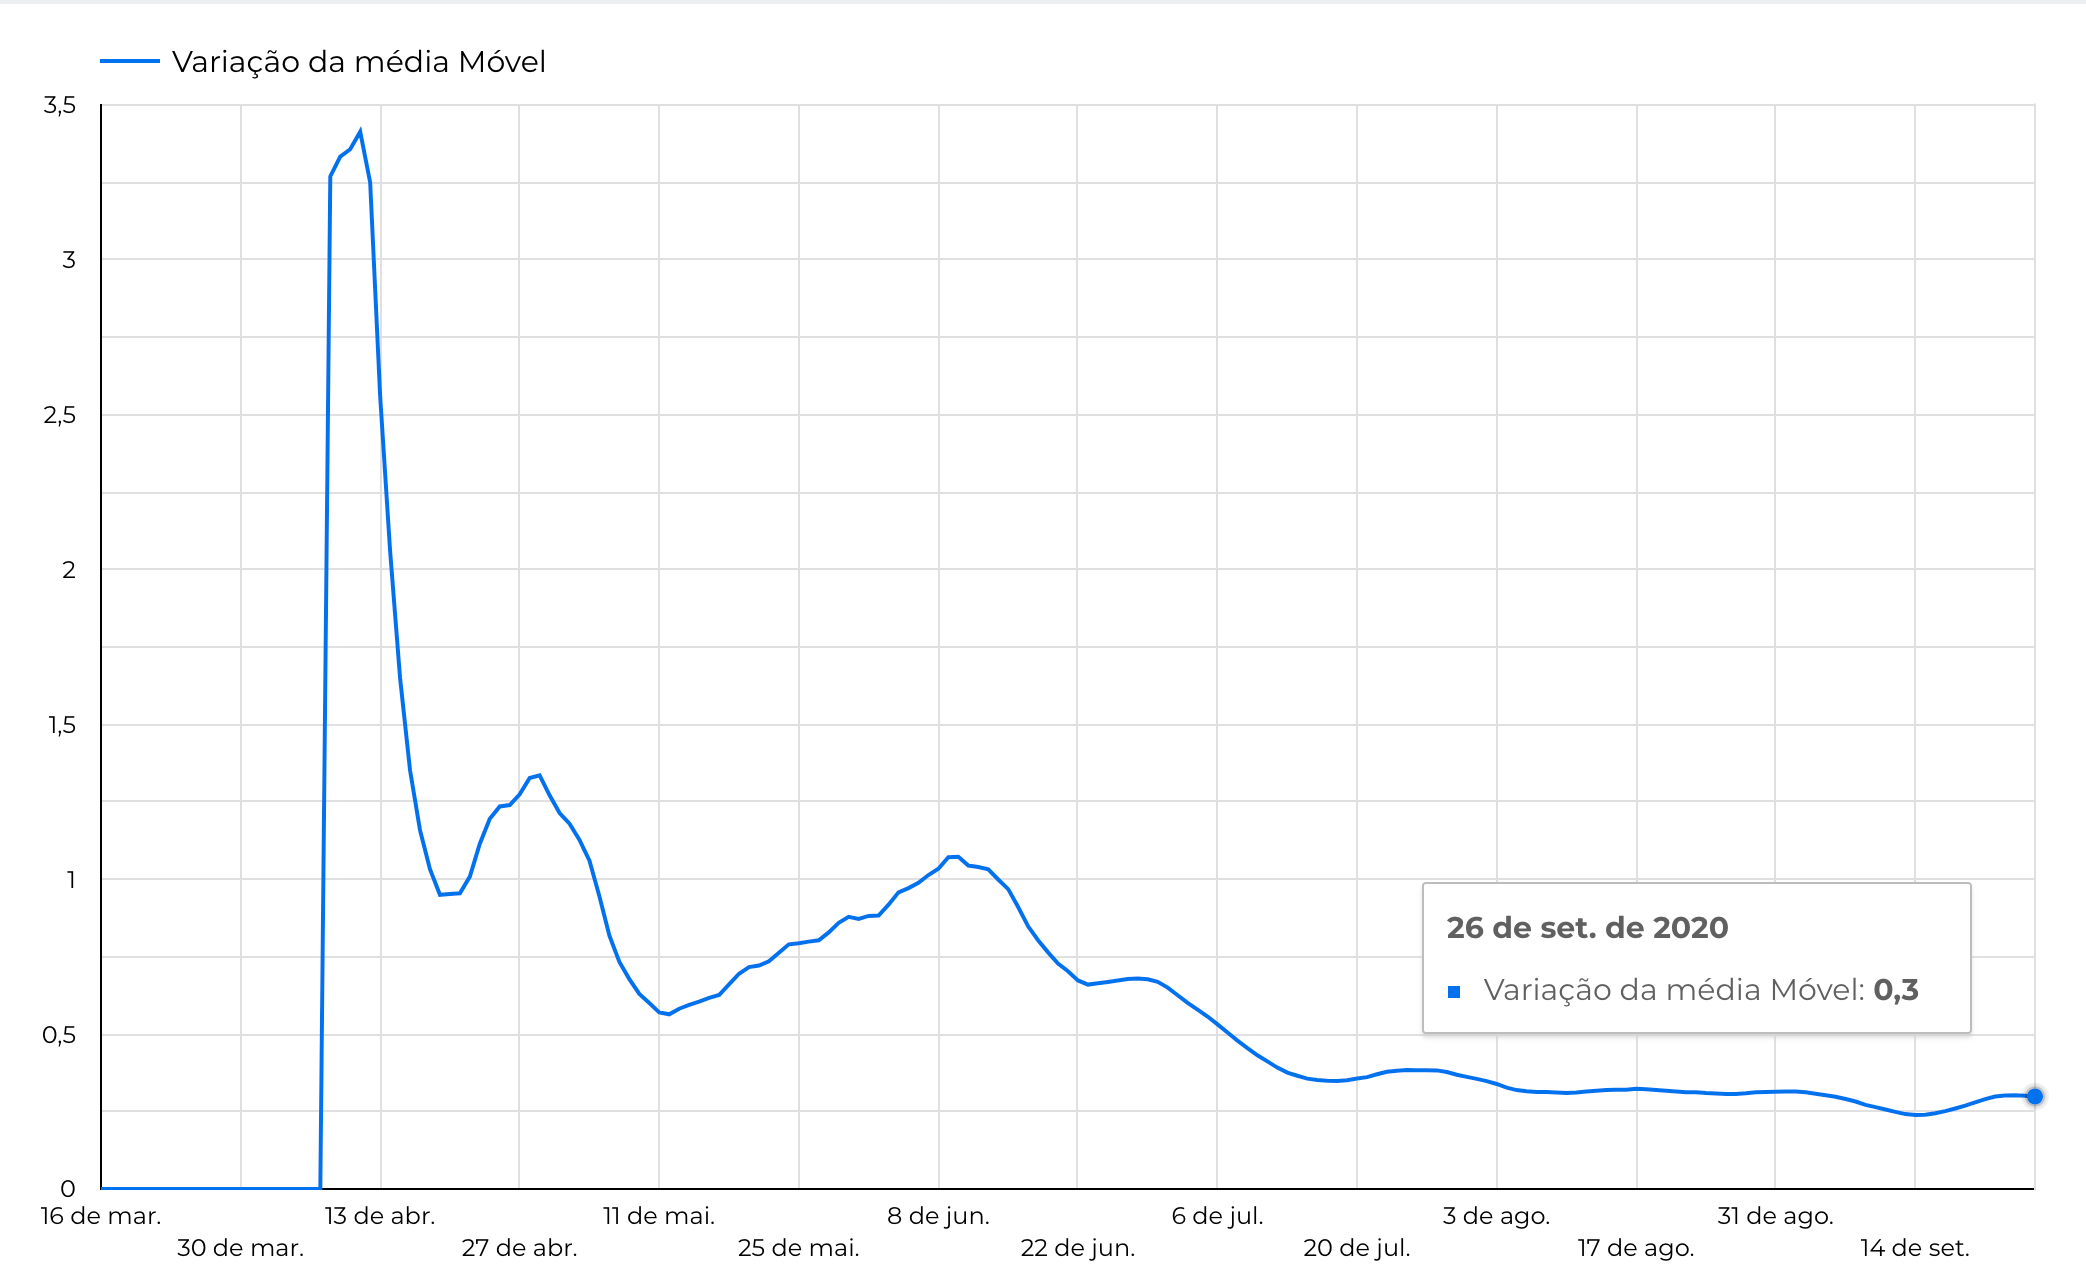 Variação da média Móvel
3,5
3
2,5
2
1,5
1
0,5
0
26 de set. de 2020
Variação da média Móvel: 0,3
16 de mar.
30 de mar.
13 de abr.
27 de abr.
11 de mai.
25 de mai.
8 de jun.
22 de jun.
6 de jul.
20 de jul.
3 de ago.
17 de ago.
31 de ago.
14 de set.